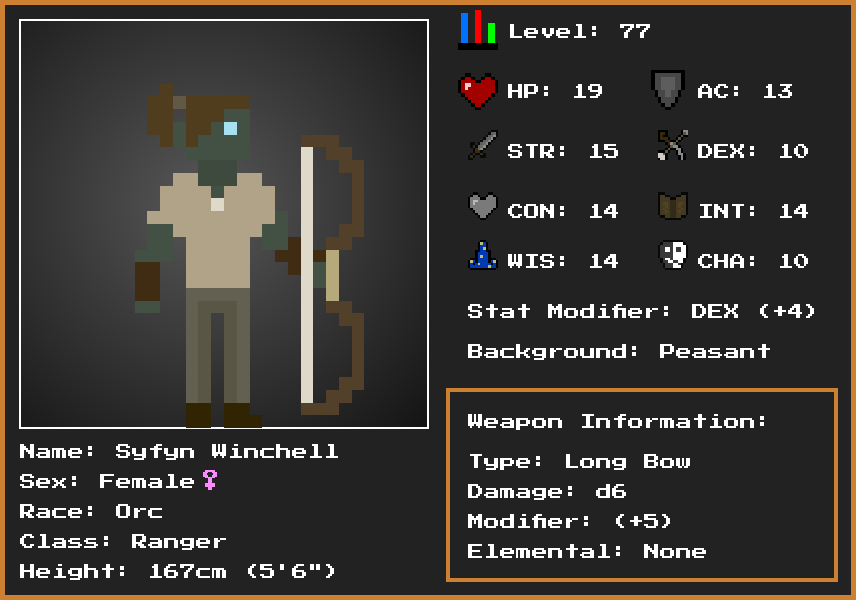 Level: 77
HP: 19
AC: 13
STR: 15
DEX: 10
CON: 14
INT: 14
WIS: 14
CHA: 10
Stat Modifier: DEX (+4)
Background: Peasant
Weapon Information:
Type: Long Bow
Damage: d6
Modifier: (+5)
Elemental: None
Name: Syfyn Winchell
Sex: Female♀
Race: Orc
Class: Ranger
Height: 167cm (5'6")